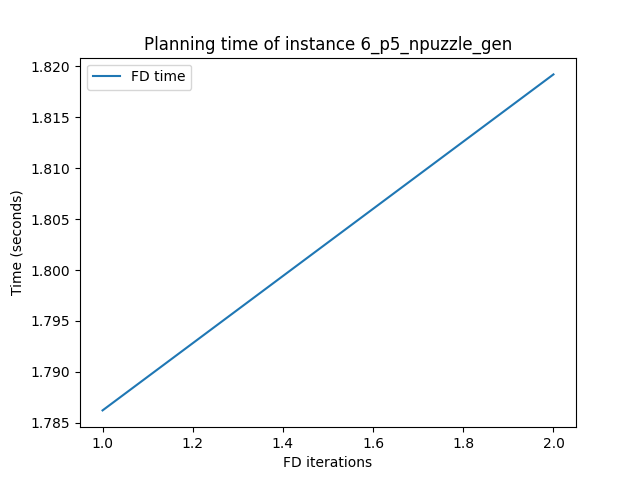 Planning time of instance 6_p5_npuzzle_gen
FD time
1.820
1.815
1.810
1.805
1.800
1.795
1.790
1.785
Time (seconds)
1.0 1.2 1.4 1.6 1.8 2.0
FD iterations